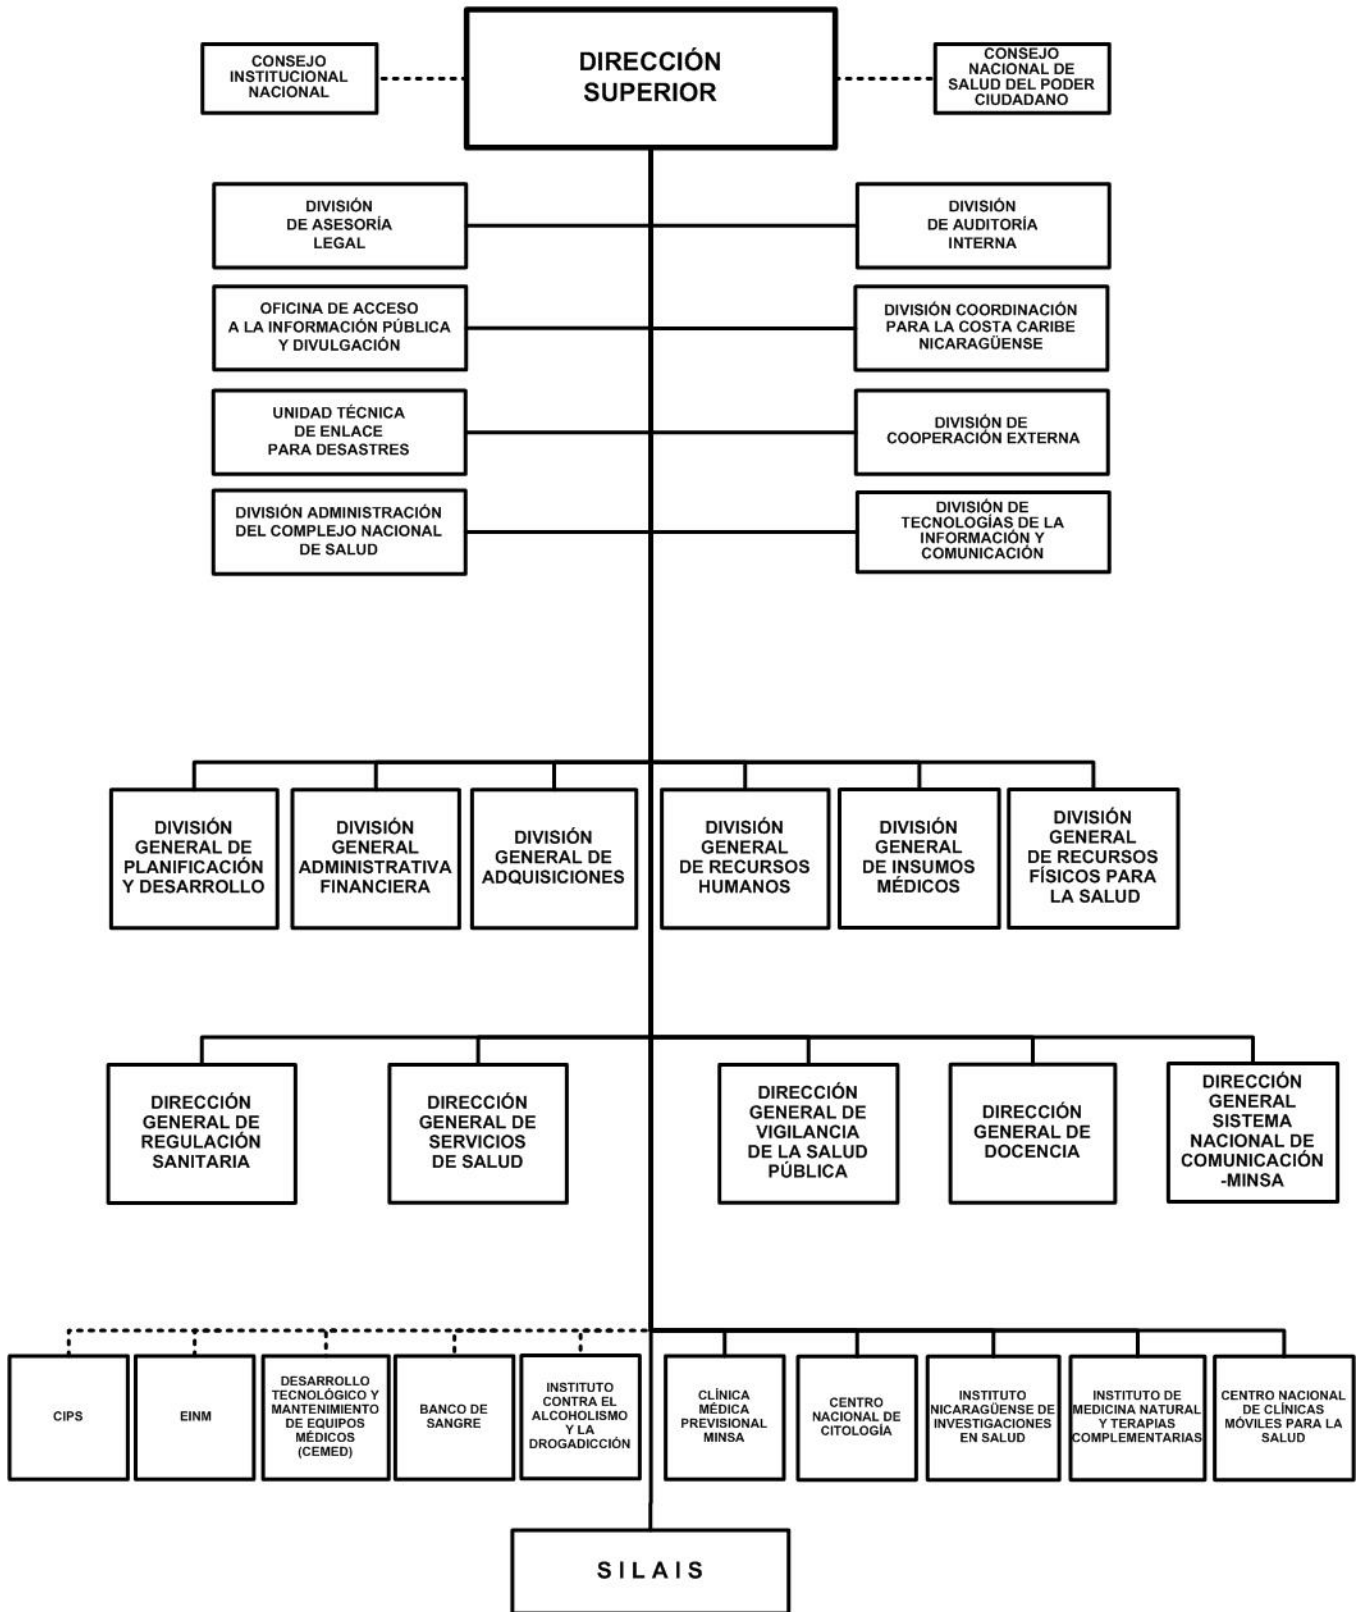 CONSEJO
INSTITUCIONAL
NACIONAL
DIRECCIÓN
SUPERIOR
CONSEJO
NACIONAL DE
SALUD DEL PODER
CIUDADANO
DIVISIÓN
DE ASESORÍA
LEGAL
DIVISIÓN
DE AUDITORÍA
INTERNA
OFICINA DE ACCESO
A LA INFORMACIÓN PÚBLICA
Y DIVULGACIÓN
DIVISIÓN COORDINACIÓN
PARA LA COSTA CARIBE
NICARAGÜENSE
UNIDAD TÉCNICA
DE ENLACE
PARA DESASTRES
DIVISIÓN DE
COOPERACIÓN EXTERNA
DIVISIÓN ADMINISTRACIÓN
DEL COMPLEJO NACIONAL
DE SALUD
DIVISIÓN DE
TECNOLOGÍAS DE LA
INFORMACIÓN Y
COMUNICACIÓN
DIVISIÓN
GENERAL DE
PLANIFICACIÓN
Y DESARROLLO
DIVISIÓN
GENERAL
ADMINISTRATIVA
FINANCIERA
DIVISIÓN
GENERAL DE
ADQUISICIONES
DIVISIÓN
GENERAL
DE RECURSOS
HUMANOS
DIVISIÓN
GENERAL
DE INSUMOS
MÉDICOS
DIVISIÓN
GENERAL
DE RECURSOS
FÍSICOS PARA
LA SALUD
DIRECCIÓN
GENERAL DE
REGULACIÓN
SANITARIA
DIRECCIÓN
GENERAL DE
SERVICIOS
DE SALUD
DIRECCIÓN
GENERAL DE
VIGILANCIA
DE LA SALUD
PÚBLICA
DIRECCIÓN
GENERAL DE
DOCENCIA
DIRECCIÓN
GENERAL
SISTEMA
NACIONAL DE
COMUNICACIÓN
-MINSA
CIPS
EINM
DESARROLLO
TECNOLÓGICO Y
MANTENIMIENTO
DE EQUIPOS
MÉDICOS
(CEMED)
BANCO DE
SANGRE
INSTITUTO
CONTRA EL
ALCOHOLISMO
Y LA
DROGADICCIÓN
CLÍNICA
MÉDICA
PREVISIONAL
MINSA
CENTRO
NACIONAL DE
CITOLOGÍA
INSTITUTO
NICARAGÜENSE DE
INVESTIGACIONES
EN SALUD
INSTITUTO DE
MEDICINA NATURAL
Y TERAPIAS
COMPLEMENTARIAS
CENTRO NACIONAL
DE CLÍNICAS
MÓVILES PARA LA
SALUD
SILAIS